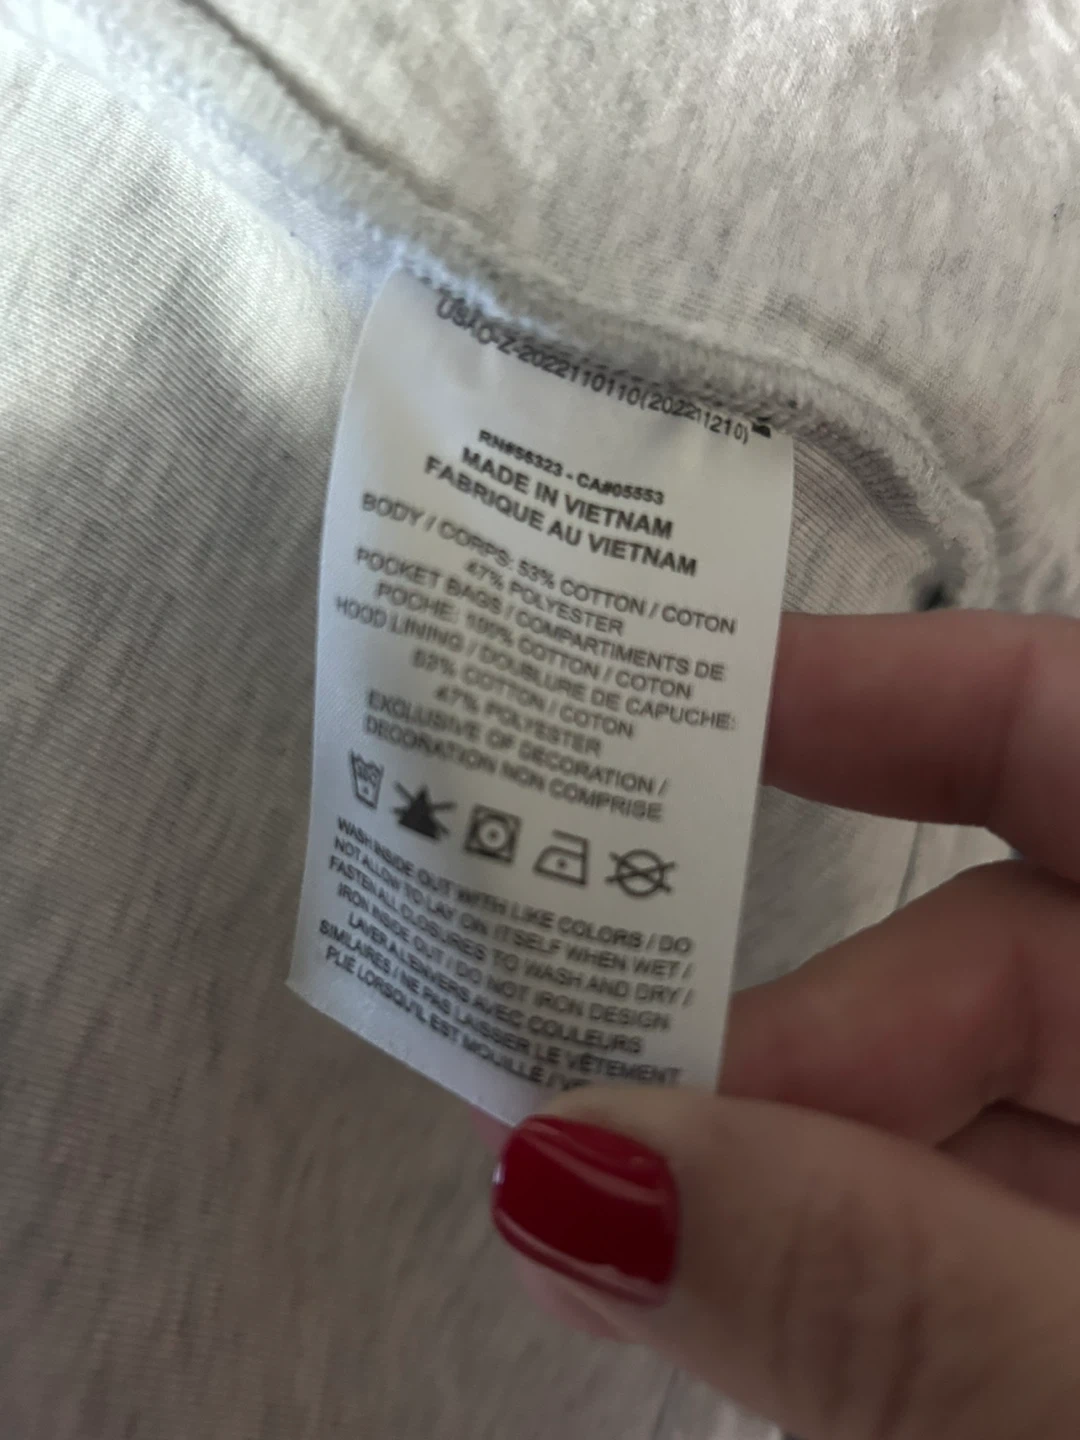 USAO-Z-2022110110(20221210)
RN#56323 - CA#05553
MADE IN VIETNAM
FABRIQUE AU VIETNAM
BODY / CORPS: 53% COTTON / COTON
47% POLYESTER
POCKET BAGS / COMPARTIMENTS DE
POCHE: 100% COTTON / COTON
HOOD LINING / DOUBLURE DE CAPUCHE:
53% COTTON / COTON
47% POLYESTER
EXCLUSIVE OF DECORATION /
DECORATION NON COMPRISE
WASH INSIDE OUT WITH LIKE COLORS / DO
NOT ALLOW TO LAY ON ITSELF WHEN WET /
FASTEN ALL CLOSURES TO WASH AND DRY /
IRON INSIDE OUT / DO NOT IRON DESIGN
LAVER A L'ENVERS AVEC COULEURS
SIMILAIRES / NE PAS LAISSER LE VÊTEMENT
PLIÉ LORSQU'IL EST MOUILLÉ /